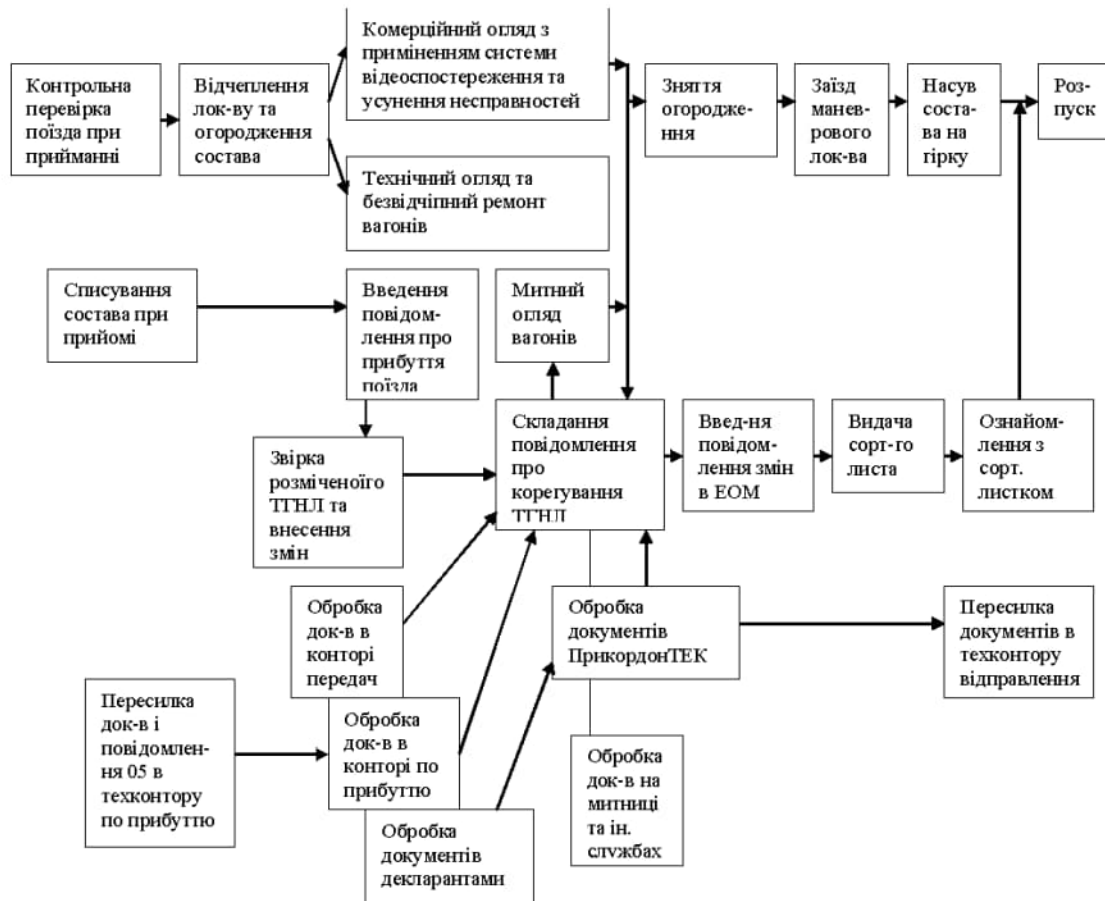 Контрольна
перевірка
поїзда при
прийманні
Відчеплення
лок-ву та
огородження
состава
Комерційний огляд з
приміненням системи
відеоспостереження та
усунення несправностей
Технічний огляд та
безвідчіпний ремонт
вагонів
Зняття
огородже-
ння
Заїзд
манев-
рового
лок-ва
Насув
соста-
ва на
гірку
Роз-
пуск
Списування
состава при
прийомі
Введення
повідом-
лення про
прибуття
поїзда
Митний
огляд
вагонів
Звірка
розміченого
ТГНЛ та
внесення
змін
Складання
повідомлення
про
корегування
ТГНЛ
Введ-ня
повідом-
лення змін
в ЕОМ
Видача
сорт-го
листа
Ознайом-
лення з
сорт.
листком
Обробка
док-в в
конторі
передач
Обробка
документів
ПрикордонТЕК
Пересилка
документів в
техконтору
відправлення
Пересилка
док-в і
повідомлен-
ня 05 в
техконтору
по прибуттю
Обробка
док-в в
конторі по
прибуттю
Обробка
документів
декларантами
Обробка
док-в на
митниці
та ін.
службах